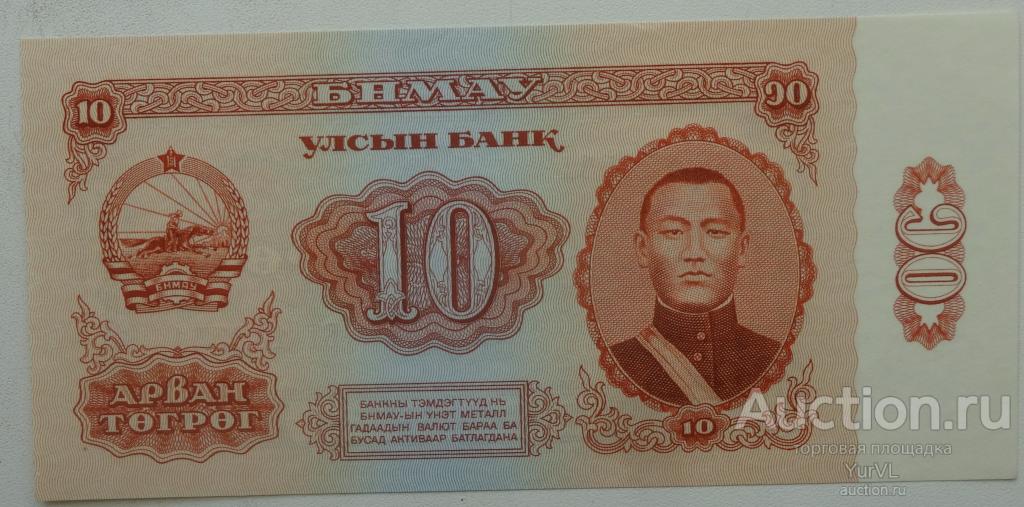 10
БНМАУ
10
УЛСЫН БАНК
10
БНМАУ
10
АРВАН
ТӨГРӨГ
БАНКНЫ ТЭМДЭГТҮҮД НЬ
БНМАУ-ЫН ҮНЭТ МЕТАЛЛ
ГАДААДЫН ВАЛЮТ БАРАА БА
БУСАД АКТИВААР БАТЛАГДАНА
10
Auction.ru
торговая площадка
YurVL
auction.ru